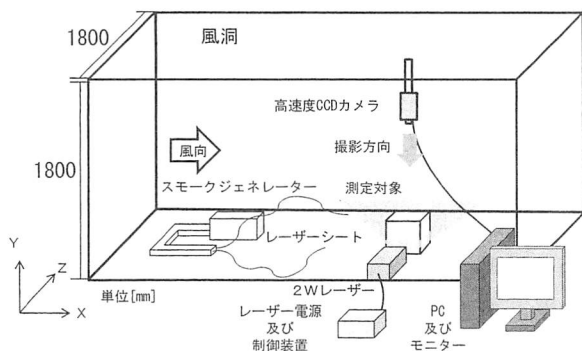 1800
風洞
高速度CCDカメラ
1800
風向
撮影方向
スモークジェネレーター
測定対象
レーザーシート
Y
Z
X
単位[mm]
2Wレーザー
レーザー電源
及び
制御装置
PC
及び
モニター